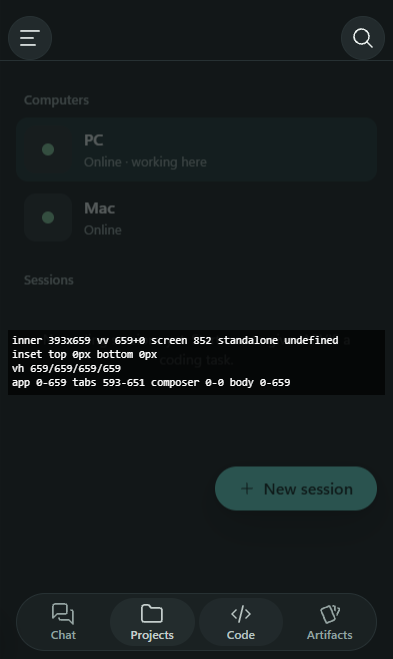 Computers
PC
Online · working here
Mac
Online
Sessions
inner 393x659 vv 659+0 screen 852 standalone undefined
inset top 0px bottom 0px
vh 659/659/659/659
app 0-659 tabs 593-651 composer 0-0 body 0-659
coding task.
New session
Chat
Projects
Code
Artifacts